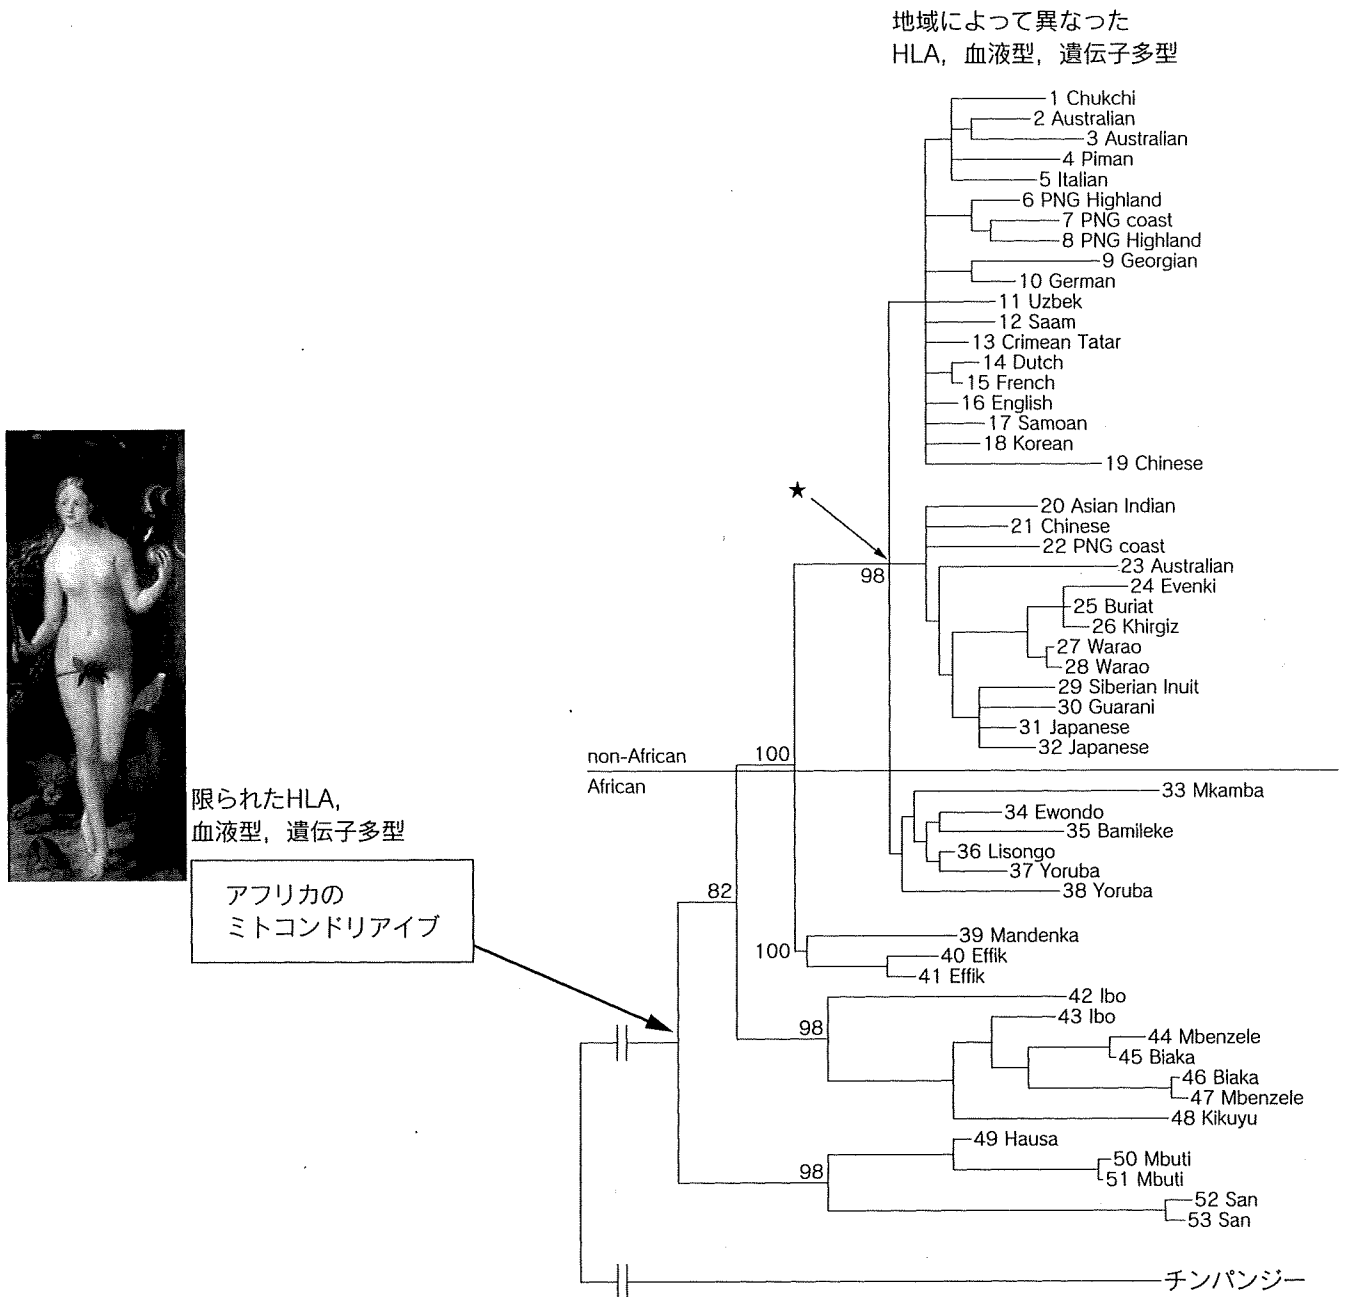 地域によって異なった
HLA，血液型，遺伝子多型
1 Chukchi
2 Australian
3 Australian
4 Piman
5 Italian
6 PNG Highland
7 PNG coast
8 PNG Highland
9 Georgian
10 German
11 Uzbek
12 Saam
13 Crimean Tatar
14 Dutch
15 French
16 English
17 Samoan
18 Korean
19 Chinese
★
20 Asian Indian
21 Chinese
22 PNG coast
98
23 Australian
24 Evenki
25 Buriat
26 Khirgiz
27 Warao
28 Warao
29 Siberian Inuit
30 Guarani
31 Japanese
32 Japanese
non-African
100
African
限られたHLA，
血液型，遺伝子多型
33 Mkamba
34 Ewondo
35 Bamileke
36 Lisongo
37 Yoruba
38 Yoruba
アフリカの
ミトコンドリアイブ
82
39 Mandenka
100
40 Effik
41 Effik
42 Ibo
98
43 Ibo
44 Mbenzele
45 Biaka
46 Biaka
47 Mbenzele
48 Kikuyu
49 Hausa
98
50 Mbuti
51 Mbuti
52 San
53 San
チンパンジー